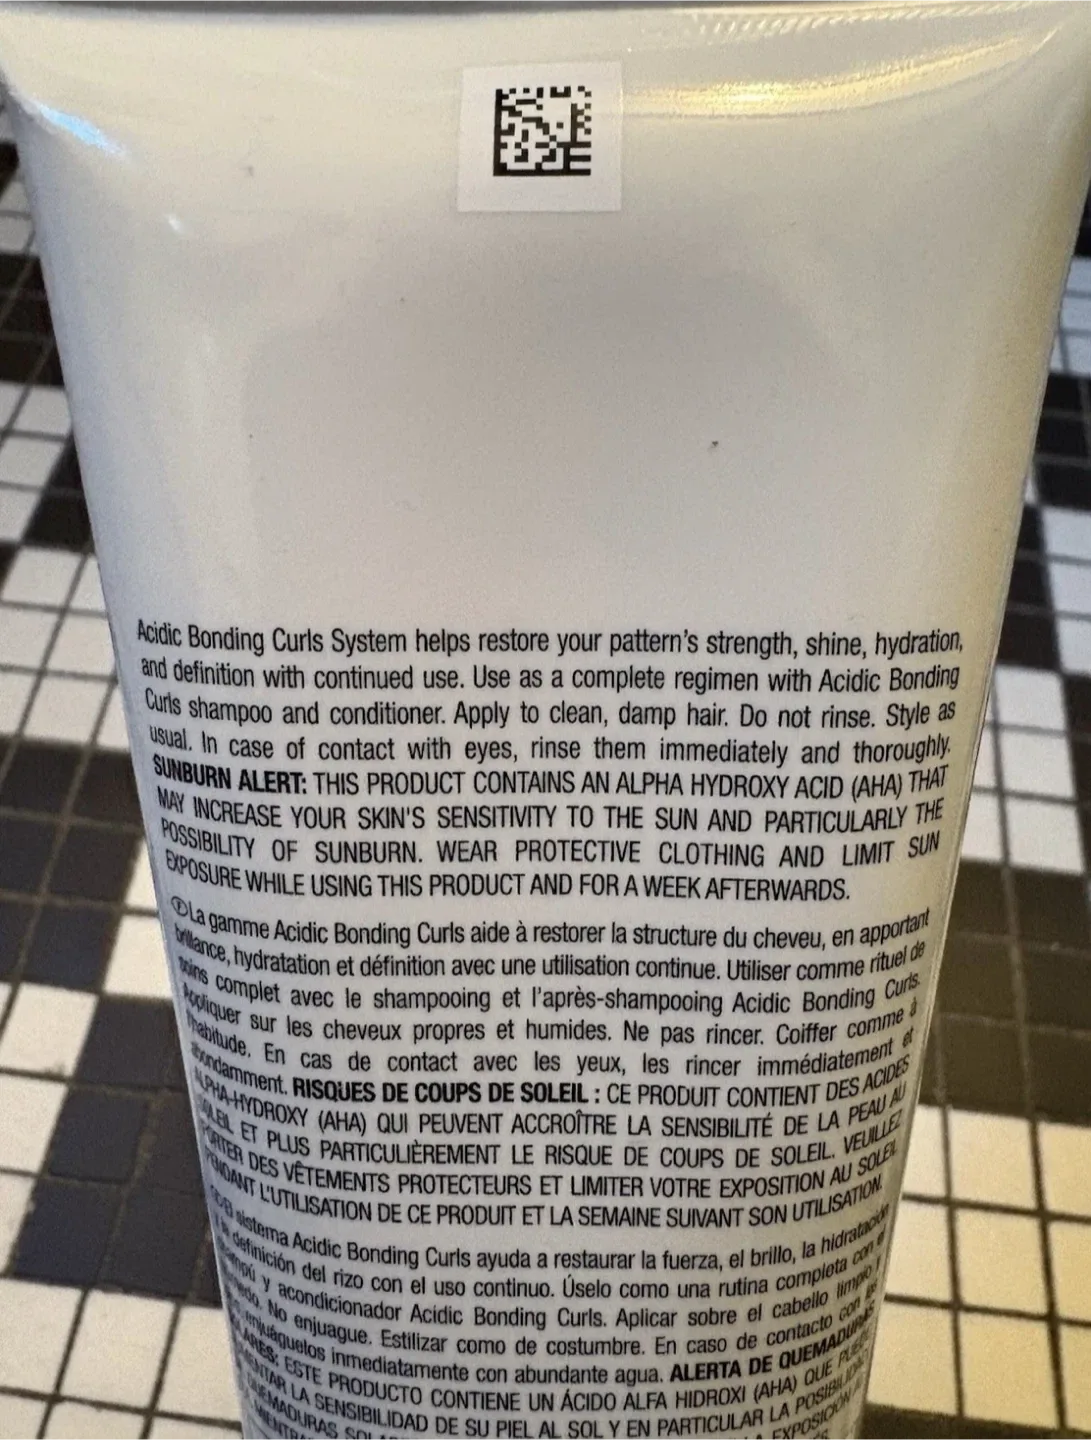 Acidic Bonding Curls System helps restore your pattern's strength, shine, hydration,
and definition with continued use. Use as a complete regimen with Acidic Bonding
Curls shampoo and conditioner. Apply to clean, damp hair. Do not rinse. Style as
usual. In case of contact with eyes, rinse them immediately and thoroughly.
SUNBURN ALERT: THIS PRODUCT CONTAINS AN ALPHA HYDROXY ACID (AHA) THAT
MAY INCREASE YOUR SKIN'S SENSITIVITY TO THE SUN AND PARTICULARLY THE
POSSIBILITY OF SUNBURN. WEAR PROTECTIVE CLOTHING AND LIMIT SUN
EXPOSURE WHILE USING THIS PRODUCT AND FOR A WEEK AFTERWARDS.
Ⓕ La gamme Acidic Bonding Curls aide à restorer la structure du cheveu, en apportant
brillance, hydratation et définition avec une utilisation continue. Utiliser comme rituel de
soins complet avec le shampooing et l'après-shampooing Acidic Bonding Curls.
Appliquer sur les cheveux propres et humides. Ne pas rincer. Coiffer comme à
l'habitude. En cas de contact avec les yeux, les rincer immédiatement et
abondamment. RISQUES DE COUPS DE SOLEIL : CE PRODUIT CONTIENT DES ACIDES
ALPHA-HYDROXY (AHA) QUI PEUVENT ACCROÎTRE LA SENSIBILITÉ DE LA PEAU AU
SOLEIL ET PLUS PARTICULIÈREMENT LE RISQUE DE COUPS DE SOLEIL. VEUILLEZ
PORTER DES VÊTEMENTS PROTECTEURS ET LIMITER VOTRE EXPOSITION AU SOLEIL
PENDANT L'UTILISATION DE CE PRODUIT ET LA SEMAINE SUIVANT SON UTILISATION.
El sistema Acidic Bonding Curls ayuda a restaurar la fuerza, el brillo, la hidratación
y la definición del rizo con el uso continuo. Úselo como una rutina completa con el
y acondicionador Acidic Bonding Curls. Aplicar sobre el cabello limpio y
No enjuague. Estilizar como de costumbre. En caso de contacto con los
enjuáguelos inmediatamente con abundante agua. ALERTA DE QUEMADURAS
ESTE PRODUCTO CONTIENE UN ÁCIDO ALFA HIDROXI (AHA) QUE PUEDE
LA SENSIBILIDAD DE SU PIEL AL SOL Y EN PARTICULAR LA POSIBILIDAD
QUEMADURAS LA EXPOSICIÓN